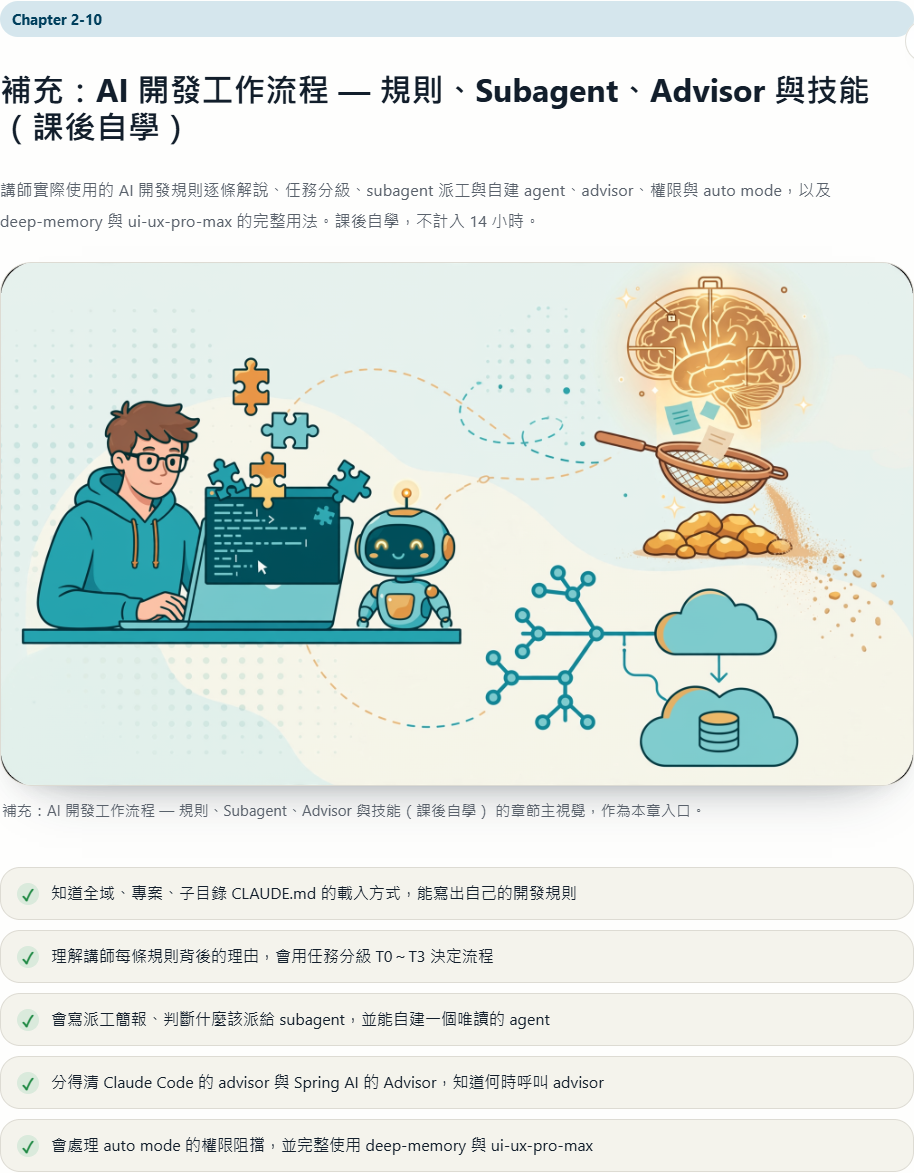 Chapter 2-10
補充：AI 開發工作流程 — 規則、Subagent、Advisor 與技能
（課後自學）
講師實際使用的 AI 開發規則逐條解說、任務分級、subagent 派工與自建 agent、advisor、權限與 auto mode，以及
deep-memory 與 ui-ux-pro-max 的完整用法。課後自學，不計入 14 小時。
補充：AI 開發工作流程 — 規則、Subagent、Advisor 與技能（課後自學） 的章節主視覺，作為本章入口。
知道全域、專案、子目錄 CLAUDE.md 的載入方式，能寫出自己的開發規則
理解講師每條規則背後的理由，會用任務分級 T0～T3 決定流程
會寫派工簡報、判斷什麼該派給 subagent，並能自建一個唯讀的 agent
分得清 Claude Code 的 advisor 與 Spring AI 的 Advisor，知道何時呼叫 advisor
會處理 auto mode 的權限阻擋，並完整使用 deep-memory 與 ui-ux-pro-max